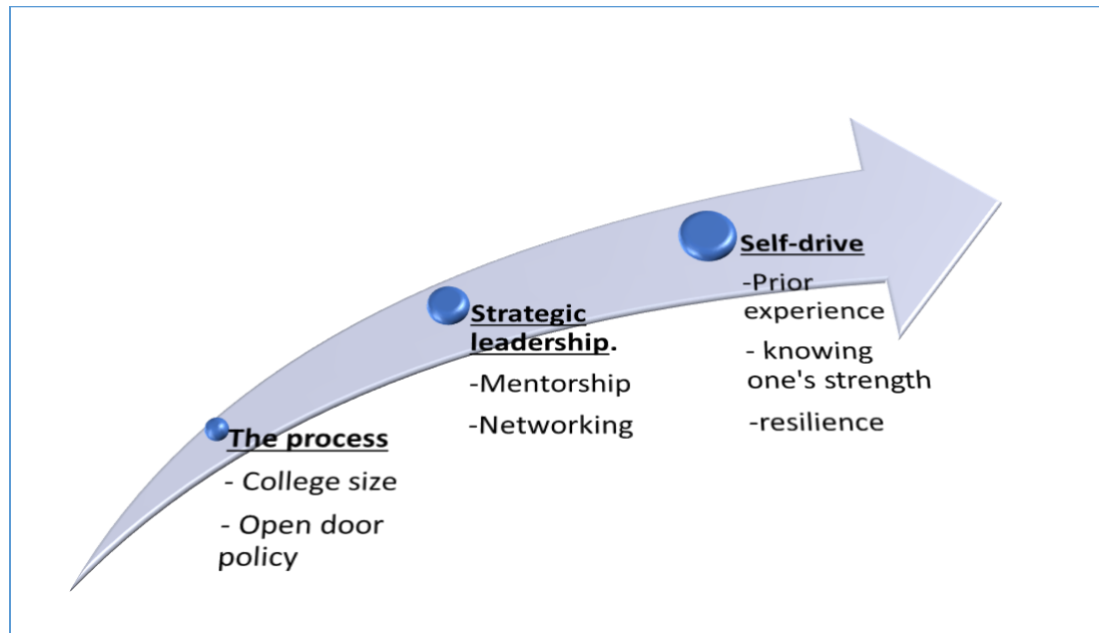 The process
- College size
- Open door
policy
Strategic
leadership.
-Mentorship
-Networking
Self-drive
-Prior
experience
- knowing
one's strength
-resilience